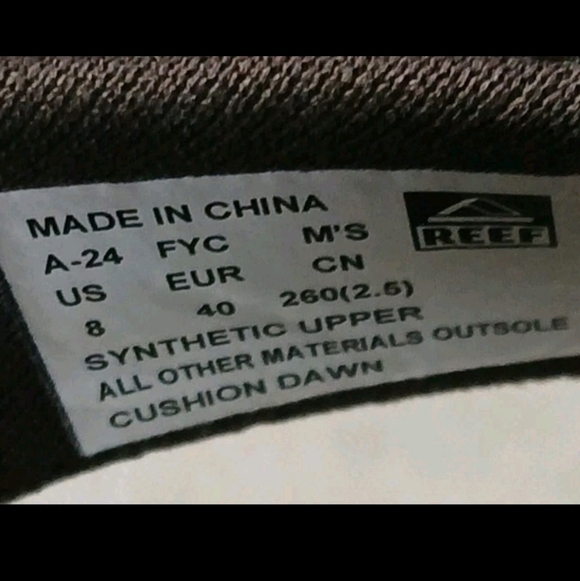 MADE IN CHINA
REEF
A-24 FYC M'S
US EUR CN
8 40 260(2.5)
SYNTHETIC UPPER
ALL OTHER MATERIALS OUTSOLE
CUSHION DAWN